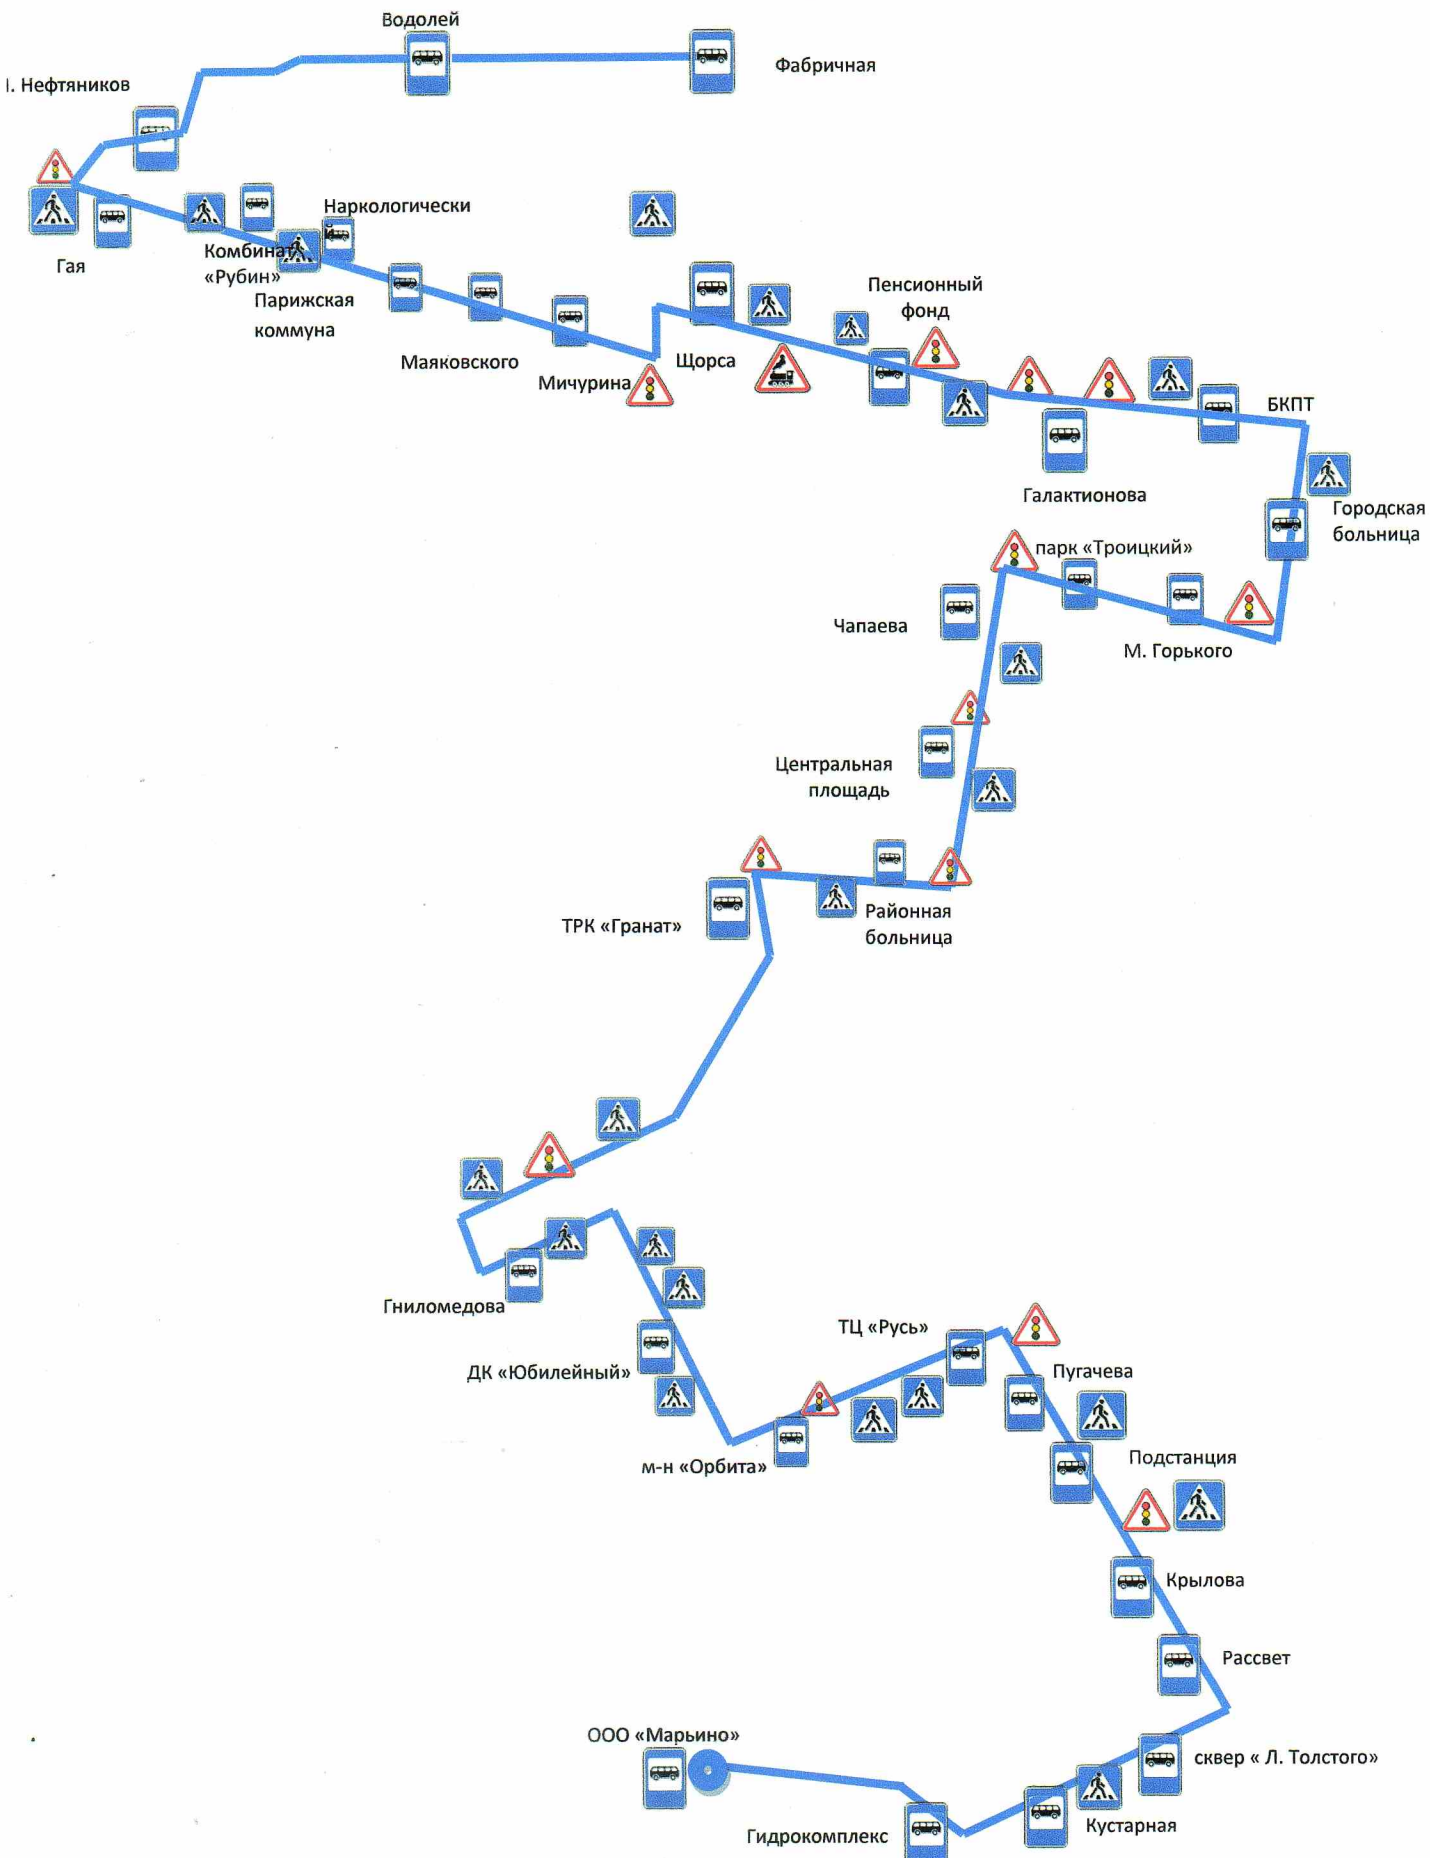 Водолей
Фабричная
Нефтяников
Наркологически
й
Гая
Комбинат
«Рубин»
Парижская
коммуна
Маяковского
Мичурина
Щорса
Пенсионный
фонд
БКПТ
Галактионова
Городская
больница
парк «Троицкий»
Чапаева
М. Горького
Центральная
площадь
ТРК «Гранат»
Районная
больница
Гниломедова
ДК «Юбилейный»
ТЦ «Русь»
Пугачева
м-н «Орбита»
Подстанция
Крылова
Рассвет
ООО «Марьино»
сквер « Л. Толстого»
Кустарная
Гидрокомплекс